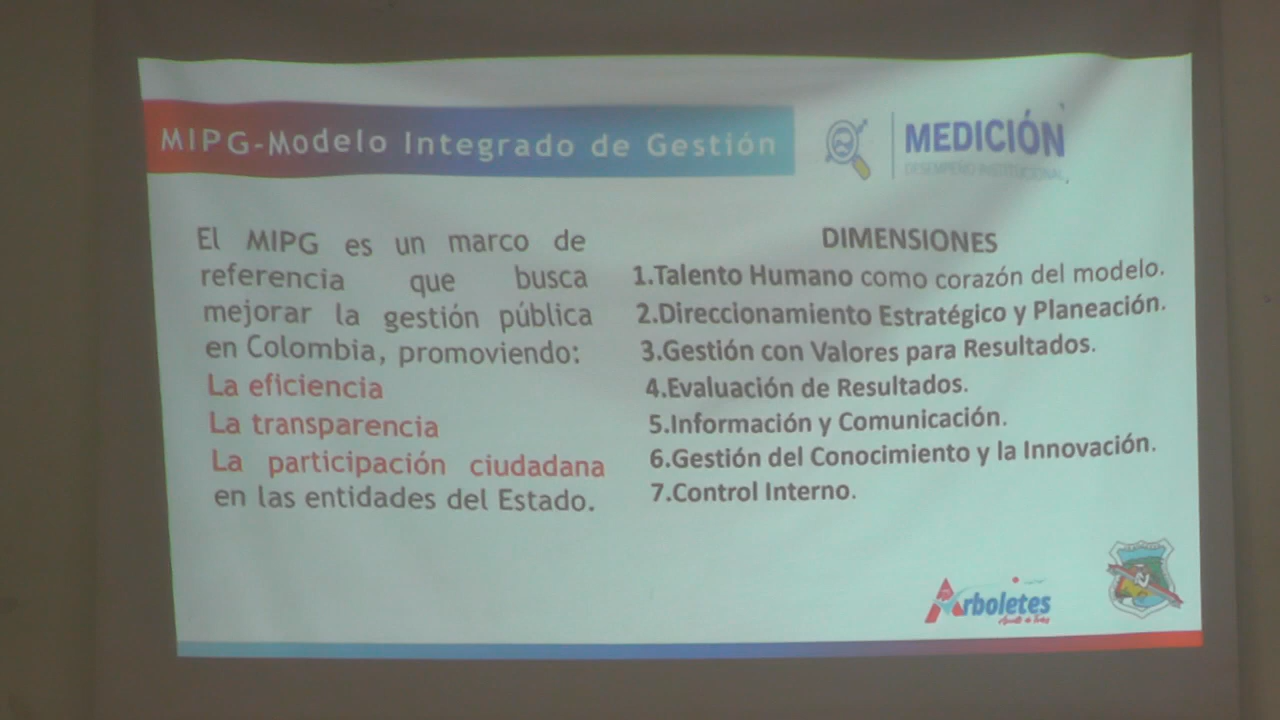 MIPG-Modelo Integrado de Gestión
MEDICIÓN
DESEMPEÑO INSTITUCIONAL
El MIPG es un marco de
referencia que busca
mejorar la gestión pública
en Colombia, promoviendo:
La eficiencia
La transparencia
La participación ciudadana
en las entidades del Estado.
DIMENSIONES
1.Talento Humano como corazón del modelo.
2.Direccionamiento Estratégico y Planeación.
3.Gestión con Valores para Resultados.
4.Evaluación de Resultados.
5.Información y Comunicación.
6.Gestión del Conocimiento y la Innovación.
7.Control Interno.
Arboletes